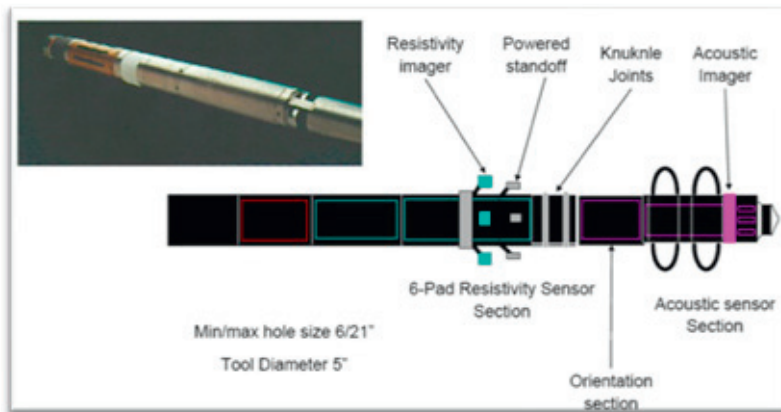 Resistivity
imager
Powered
standoff
Knuknle
Joints
Acoustic
Imager
6-Pad Resistivity Sensor
Section
Acoustic sensor
Section
Min/max hole size 6/21"
Tool Diameter 5"
Orientation
section